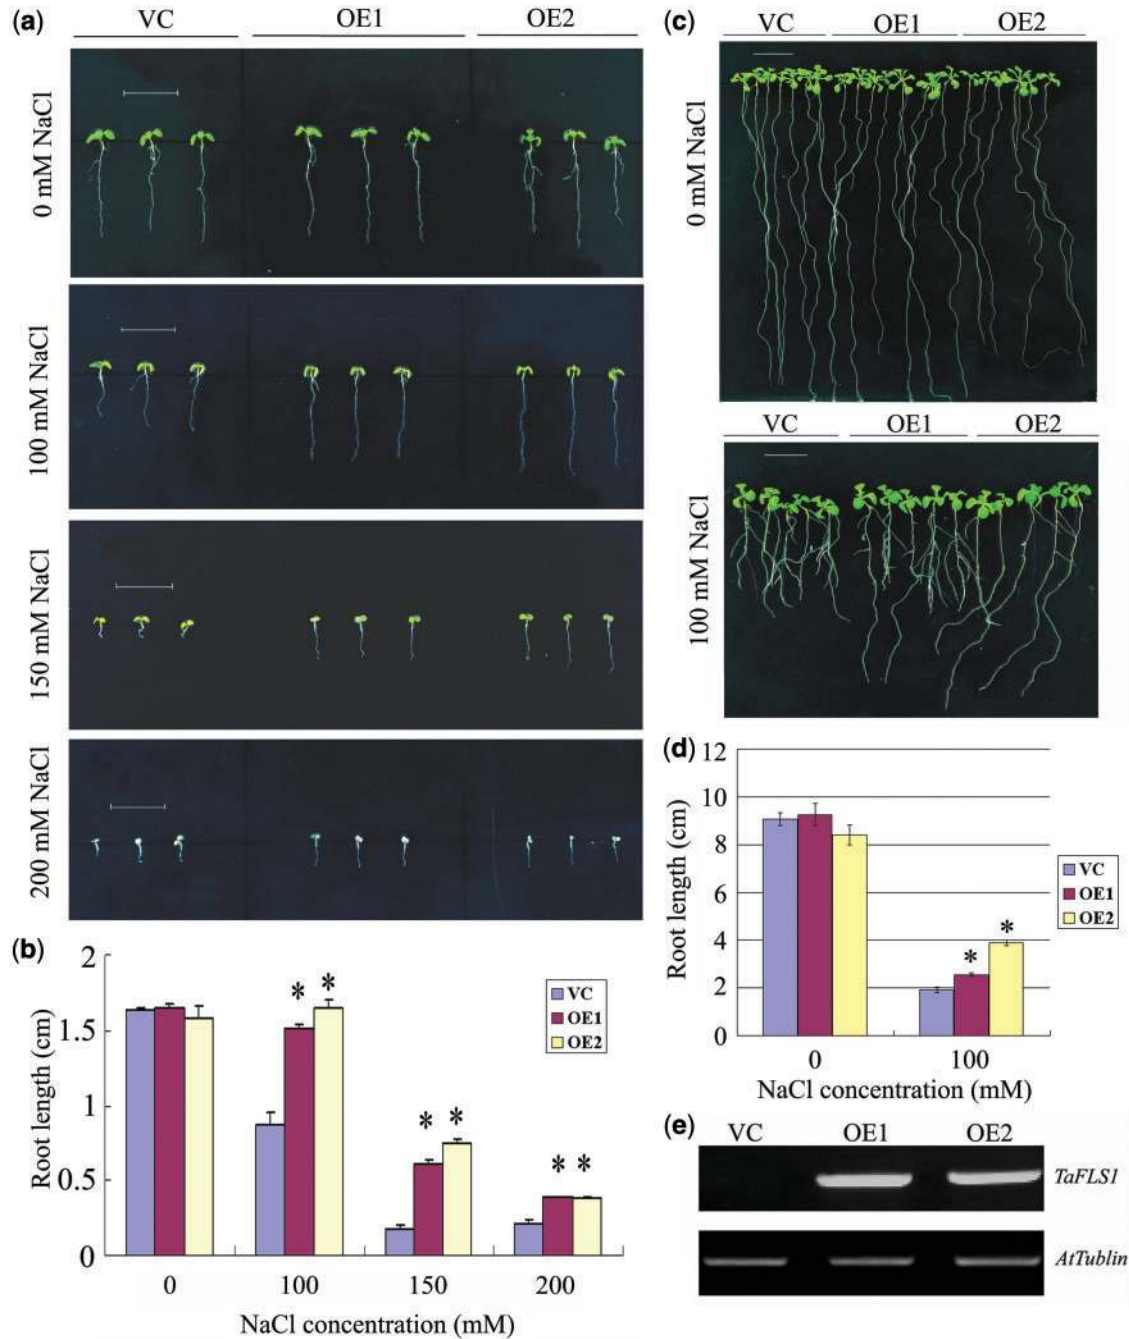 (a)
VC OE1 OE2
0 mM NaCl
100 mM NaCl
150 mM NaCl
200 mM NaCl
(b)
2
1.5
1
0.5
0
Root length (cm)
* *
* *
* *
VC
OE1
OE2
0 100 150 200
NaCl concentration (mM)
(c)
VC OE1 OE2
0 mM NaCl
VC OE1 OE2
100 mM NaCl
(d)
12
10
8
6
4
2
0
Root length (cm)
* *
VC
OE1
OE2
0 100
NaCl concentration (mM)
(e)
VC OE1 OE2
TaFLS1
AtTublin